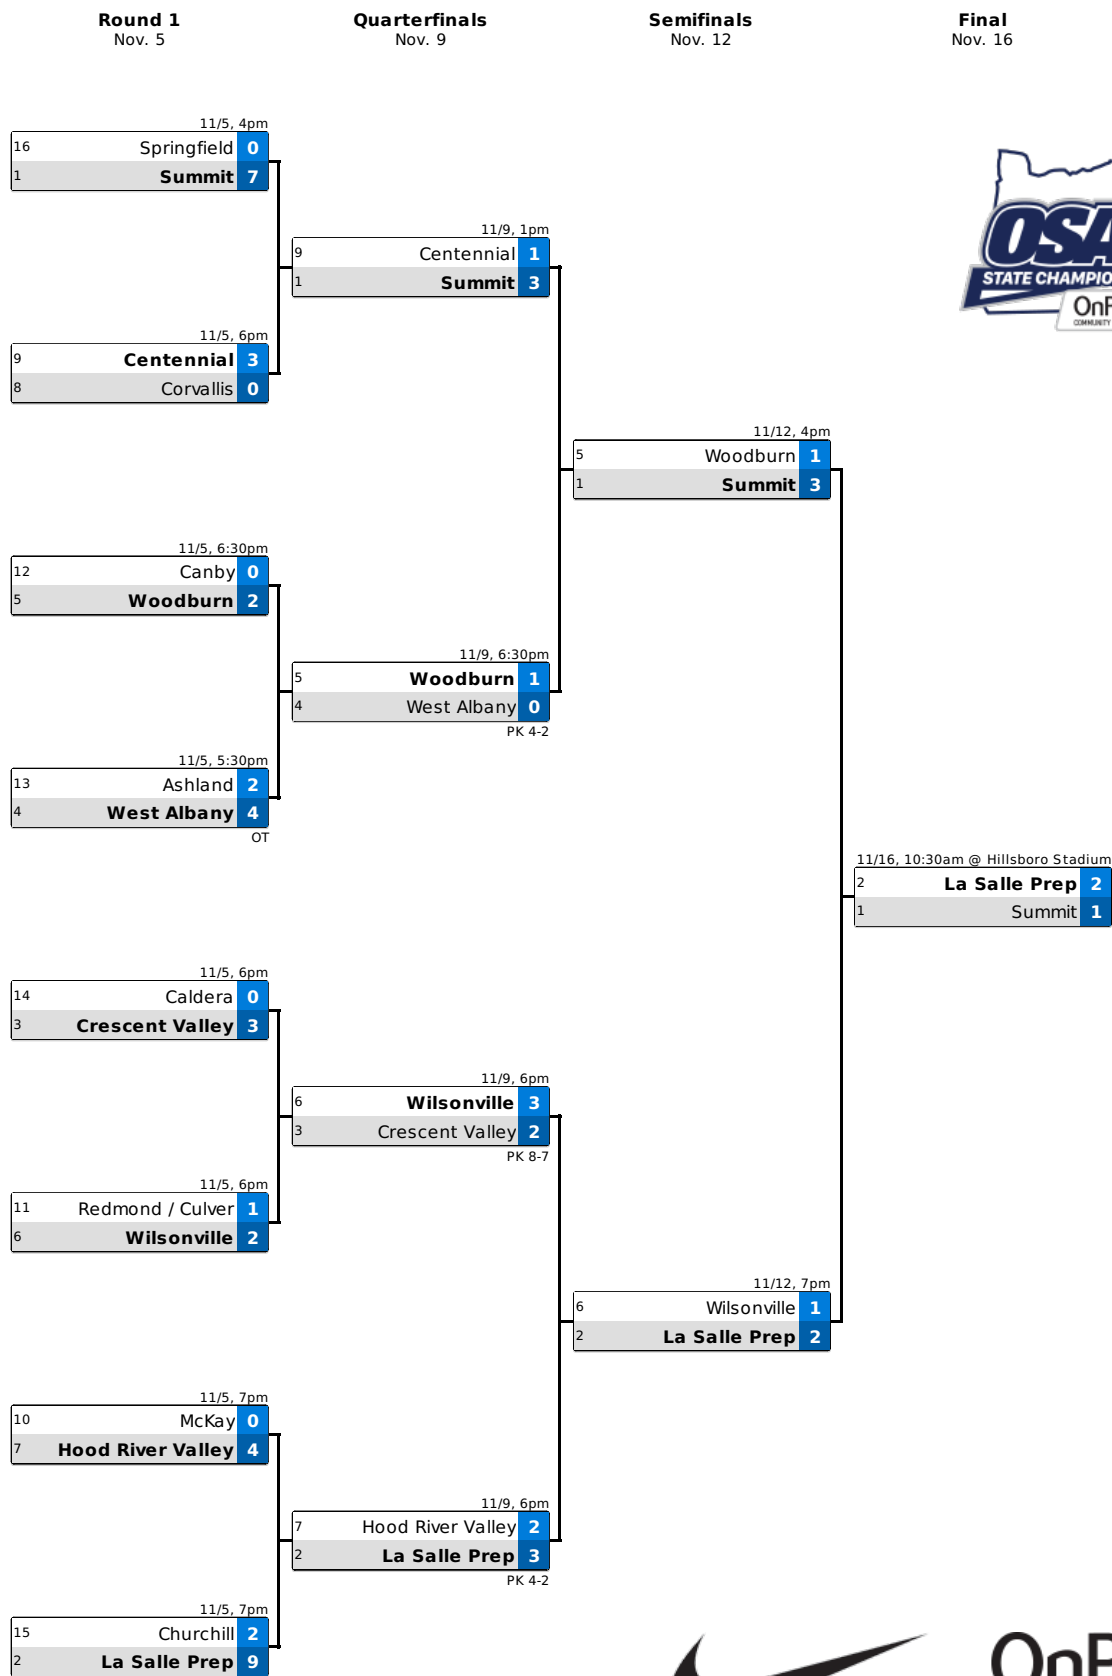 Round 1
Nov. 5
Quarterfinals
Nov. 9
Semifinals
Nov. 12
Final
Nov. 16
11/5, 4pm
16 Springfield 0
1 Summit 7
11/9, 1pm
9 Centennial 1
1 Summit 3
11/5, 6pm
9 Centennial 3
8 Corvallis 0
11/12, 4pm
5 Woodburn 1
1 Summit 3
11/5, 6:30pm
12 Canby 0
5 Woodburn 2
11/9, 6:30pm
5 Woodburn 1
4 West Albany 0
PK 4-2
11/5, 5:30pm
13 Ashland 2
4 West Albany 4
OT
11/16, 10:30am @ Hillsboro Stadium
2 La Salle Prep 2
1 Summit 1
11/5, 6pm
14 Caldera 0
3 Crescent Valley 3
11/9, 6pm
6 Wilsonville 3
3 Crescent Valley 2
PK 8-7
11/5, 6pm
11 Redmond / Culver 1
6 Wilsonville 2
11/12, 7pm
6 Wilsonville 1
2 La Salle Prep 2
11/5, 7pm
10 McKay 0
7 Hood River Valley 4
11/9, 6pm
7 Hood River Valley 2
2 La Salle Prep 3
PK 4-2
11/5, 7pm
15 Churchill 2
2 La Salle Prep 9
OSA
STATE CHAMPIO
OnP
COMMUNITY
OnP